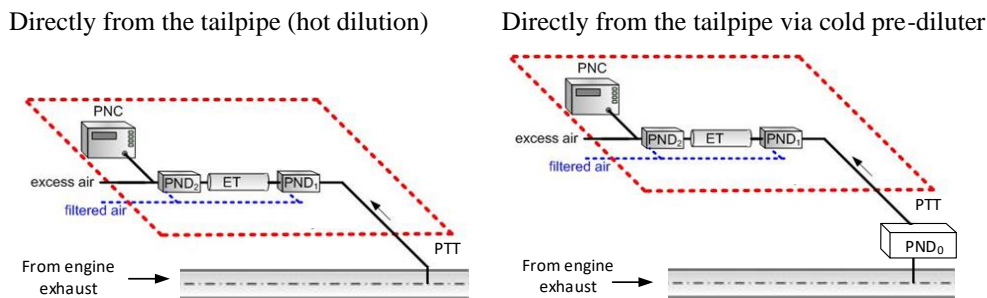 Directly from the tailpipe (hot dilution)
PNC
excess air
PND2
ET
PND1
filtered air
PTT
From engine
exhaust
Directly from the tailpipe via cold pre-diluter
PNC
excess air
PND2
ET
PND1
filtered air
PTT
PND0
From engine
exhaust